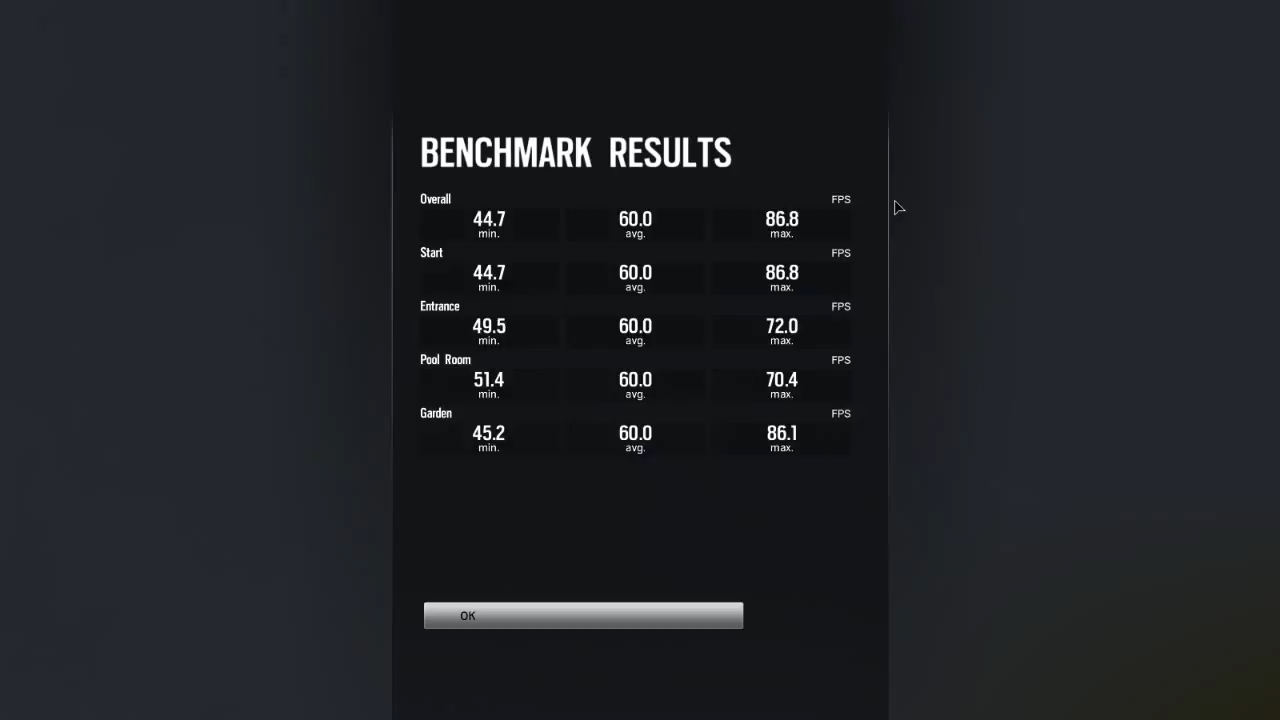 BENCHMARK RESULTS
Overall FPS
44.7 60.0 86.8
min. avg. max.
Start FPS
44.7 60.0 86.8
min. avg. max.
Entrance FPS
49.5 60.0 72.0
min. avg. max.
Pool Room FPS
51.4 60.0 70.4
min. avg. max.
Garden FPS
45.2 60.0 86.1
min. avg. max.
OK